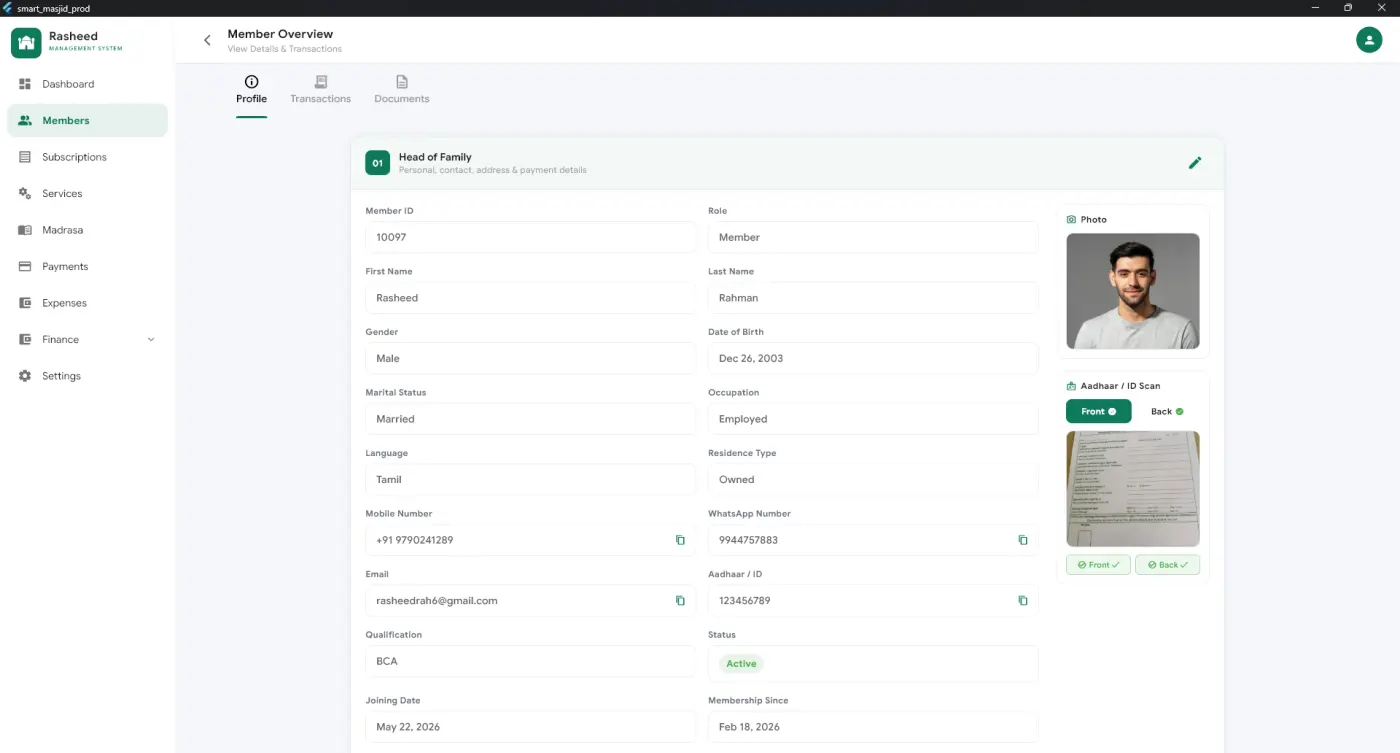 smart_masjid_prod
Rasheed
MANAGEMENT SYSTEM
Member Overview
View Details & Transactions
Dashboard
Members
Subscriptions
Services
Madrasa
Payments
Expenses
Finance
Settings
Profile
Transactions
Documents
01
Head of Family
Personal, contact, address & payment details
Member ID
10097
Role
Member
First Name
Rasheed
Last Name
Rahman
Gender
Male
Date of Birth
Dec 26, 2003
Marital Status
Married
Occupation
Employed
Language
Tamil
Residence Type
Owned
Mobile Number
+91 9790241289
WhatsApp Number
9944757883
Email
rasheedrah6@gmail.com
Aadhaar / ID
123456789
Qualification
BCA
Status
Active
Joining Date
May 22, 2026
Membership Since
Feb 18, 2026
Photo
Aadhaar / ID Scan
Front
Back
Front ✓
Back ✓